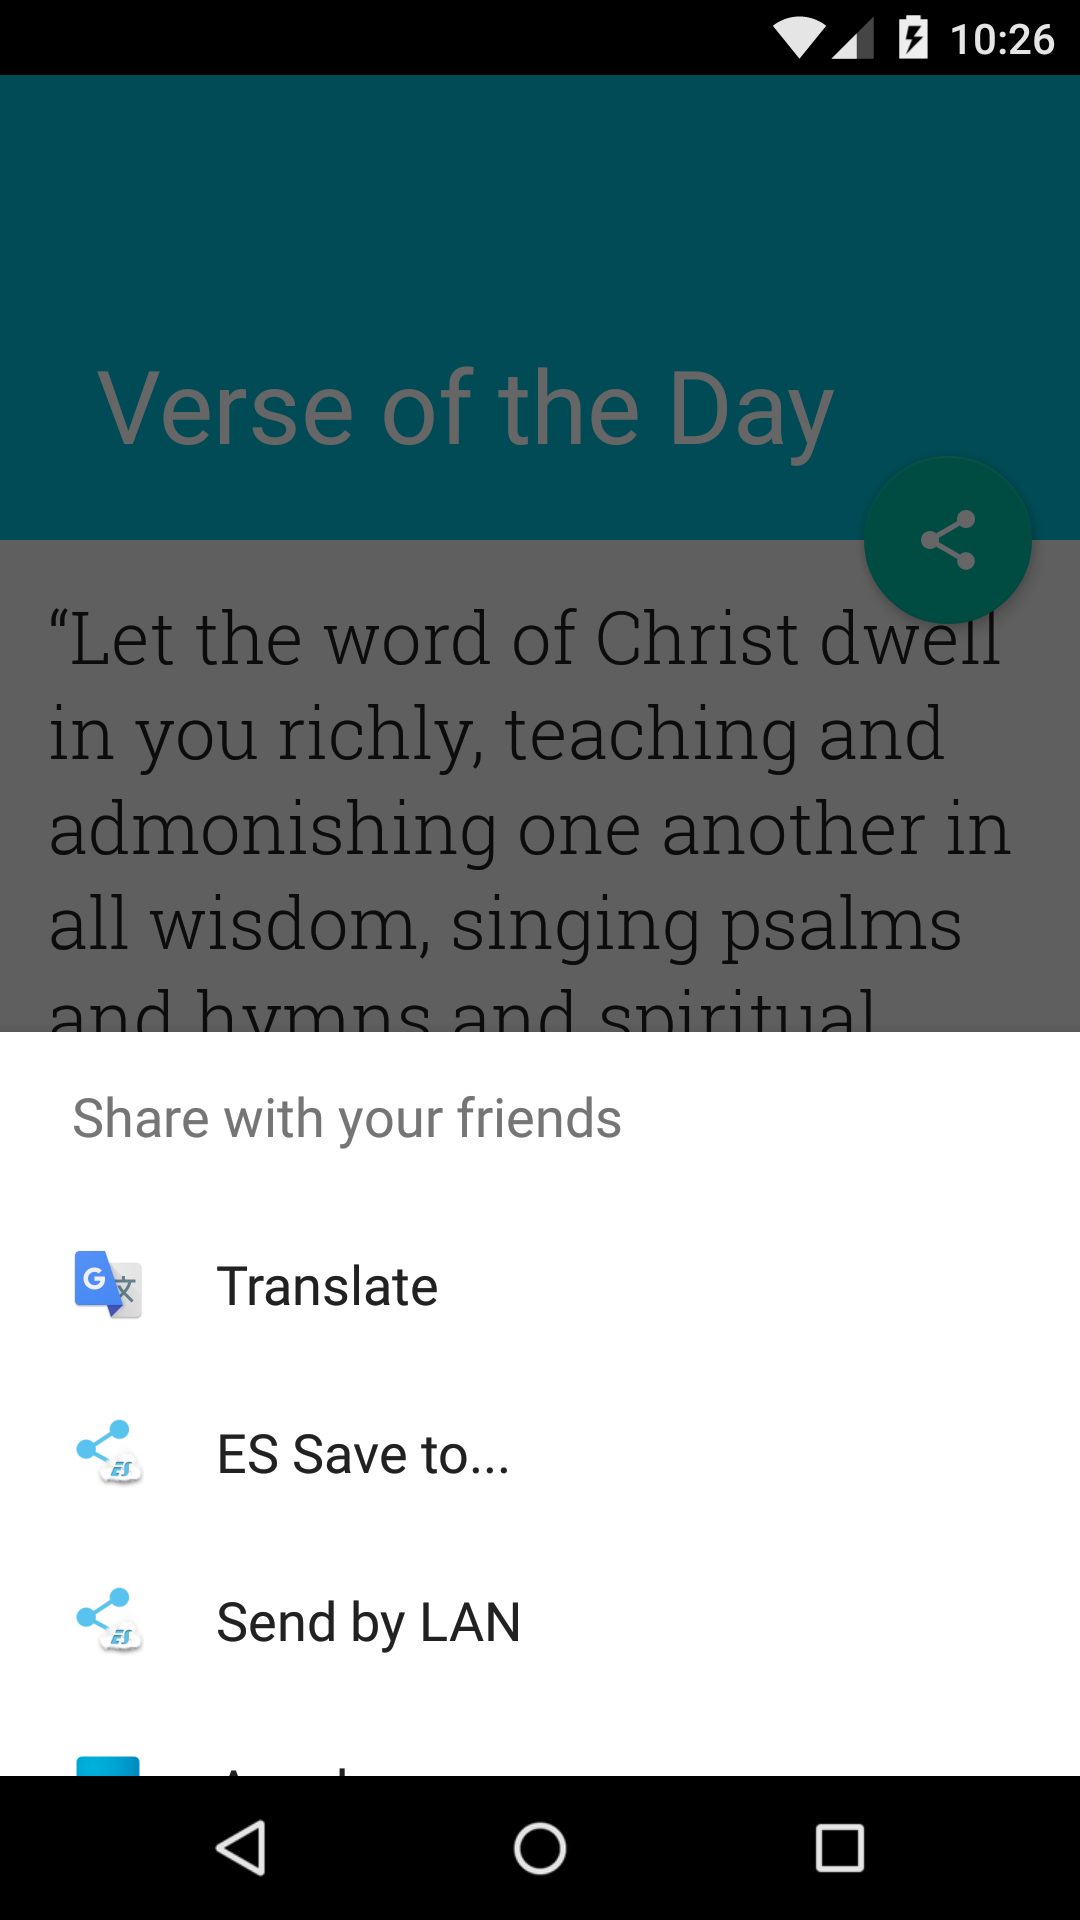 10:26
Verse of the Day
“Let the word of Christ dwell
in you richly, teaching and
admonishing one another in
all wisdom, singing psalms
and hymns and spiritual
Share with your friends
Translate
ES Save to...
Send by LAN